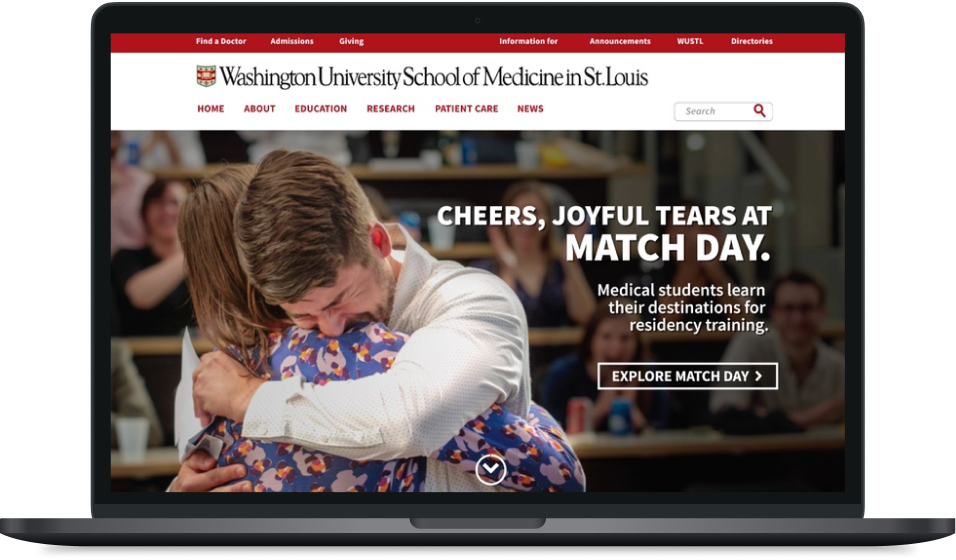 Find a Doctor Admissions Giving Information for Announcements WUSTL Directories
Washington University School of Medicine in St. Louis
HOME ABOUT EDUCATION RESEARCH PATIENT CARE NEWS
Search
CHEERS, JOYFUL TEARS AT
MATCH DAY.
Medical students learn
their destinations for
residency training.
EXPLORE MATCH DAY